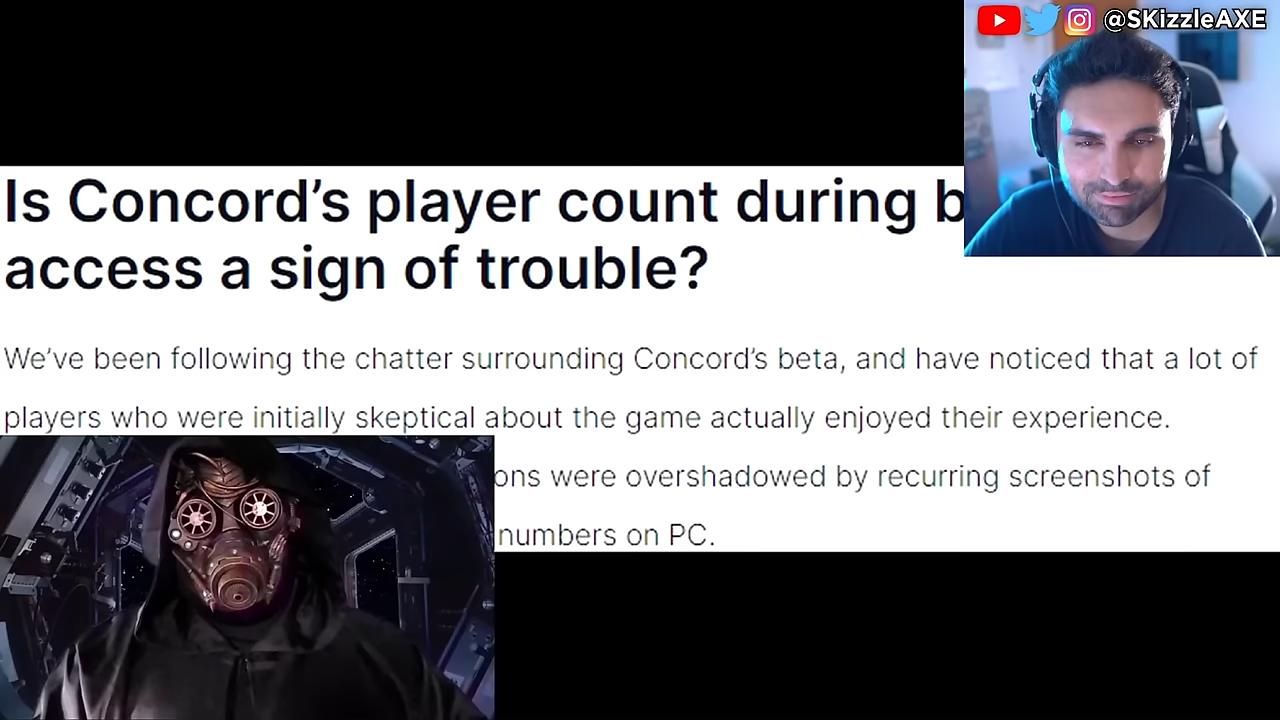 @SKizzleAXE
Is Concord's player count during b
access a sign of trouble?
We've been following the chatter surrounding Concord's beta, and have noticed that a lot of
players who were initially skeptical about the game actually enjoyed their experience.
ons were overshadowed by recurring screenshots of
numbers on PC.